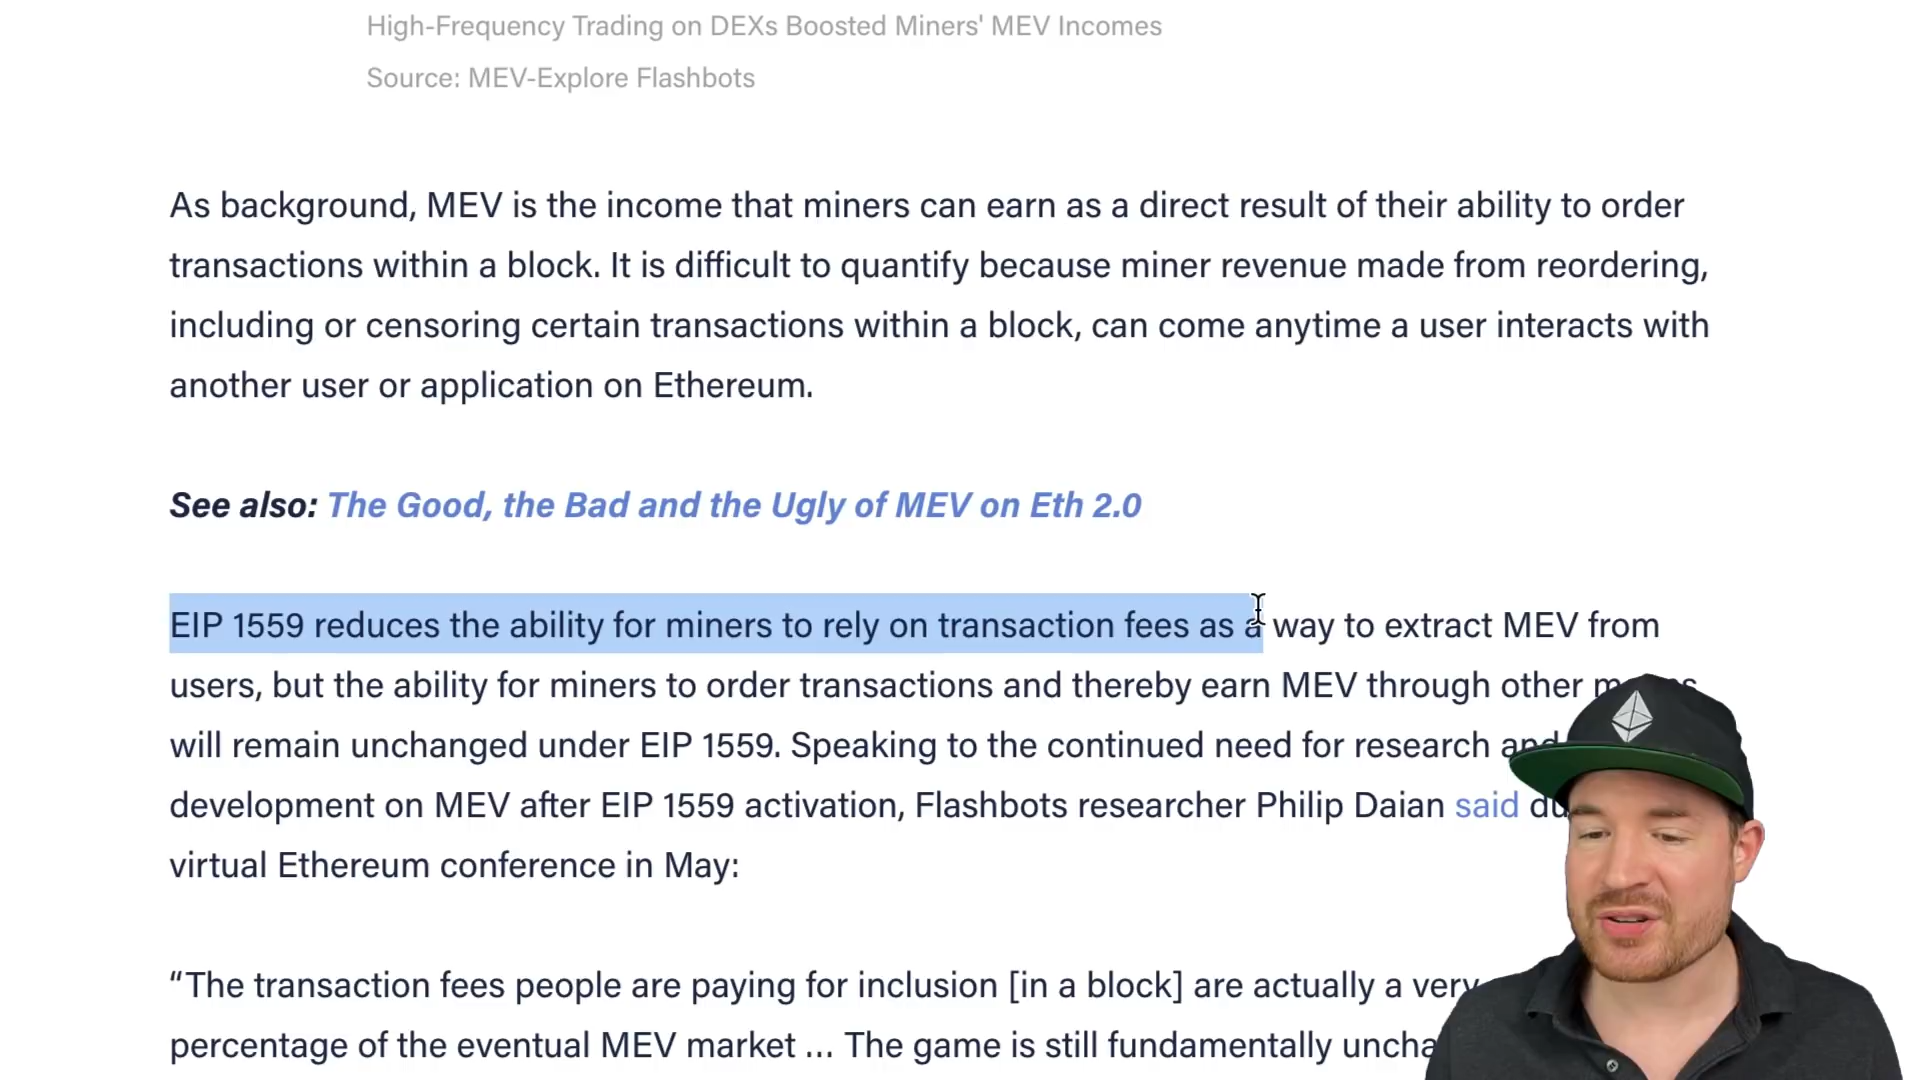 High-Frequency Trading on DEXs Boosted Miners' MEV Incomes
Source: MEV-Explore Flashbots
As background, MEV is the income that miners can earn as a direct result of their ability to order
transactions within a block. It is difficult to quantify because miner revenue made from reordering,
including or censoring certain transactions within a block, can come anytime a user interacts with
another user or application on Ethereum.
See also: The Good, the Bad and the Ugly of MEV on Eth 2.0
EIP 1559 reduces the ability for miners to rely on transaction fees as a way to extract MEV from
users, but the ability for miners to order transactions and thereby earn MEV through other
will remain unchanged under EIP 1559. Speaking to the continued need for research and
development on MEV after EIP 1559 activation, Flashbots researcher Philip Daian said
virtual Ethereum conference in May:
“The transaction fees people are paying for inclusion [in a block] are actually a very
percentage of the eventual MEV market ... The game is still fundamentally